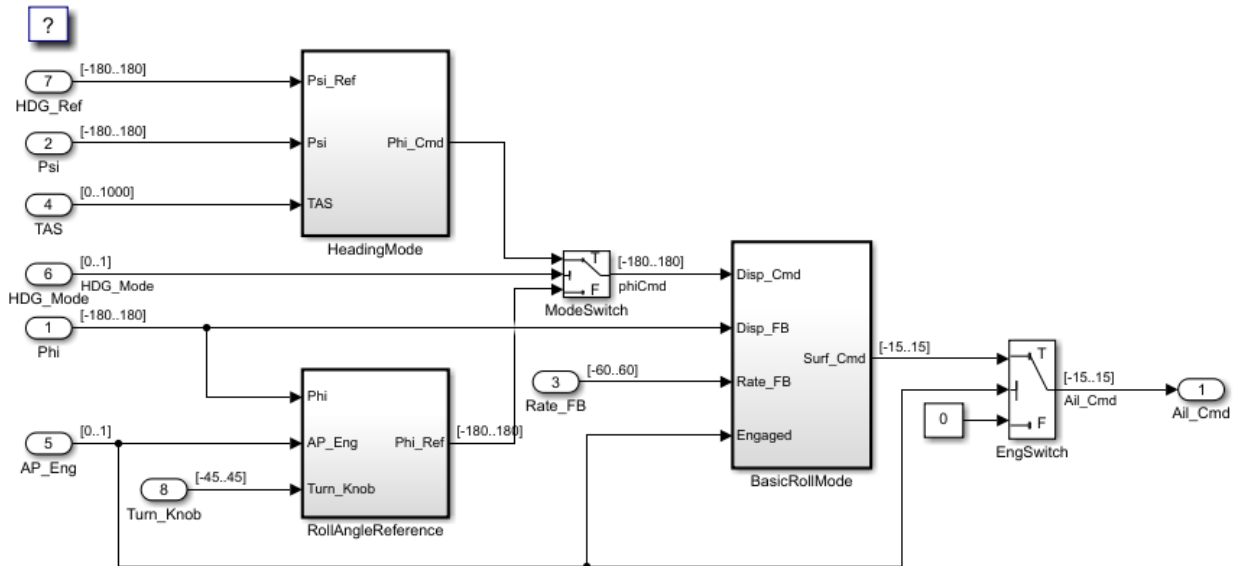 ?
[-180..180]
7
HDG_Ref
Psi_Ref
[-180..180]
2
Psi
Psi
Phi_Cmd
[0..1000]
4
TAS
TAS
HeadingMode
[0..1]
6
HDG_Mode
HDG_Mode
T
F
ModeSwitch
[-180..180]
phiCmd
[-180..180]
1
Phi
Phi
[0..1]
5
AP_Eng
AP_Eng
Phi_Ref
[-180..180]
[-45..45]
8
Turn_Knob
Turn_Knob
RollAngleReference
Disp_Cmd
Disp_FB
[-60..60]
3
Rate_FB
Rate_FB
Engaged
Surf_Cmd
BasicRollMode
[-15..15]
0
T
F
EngSwitch
[-15..15]
Ail_Cmd
1
Ail_Cmd